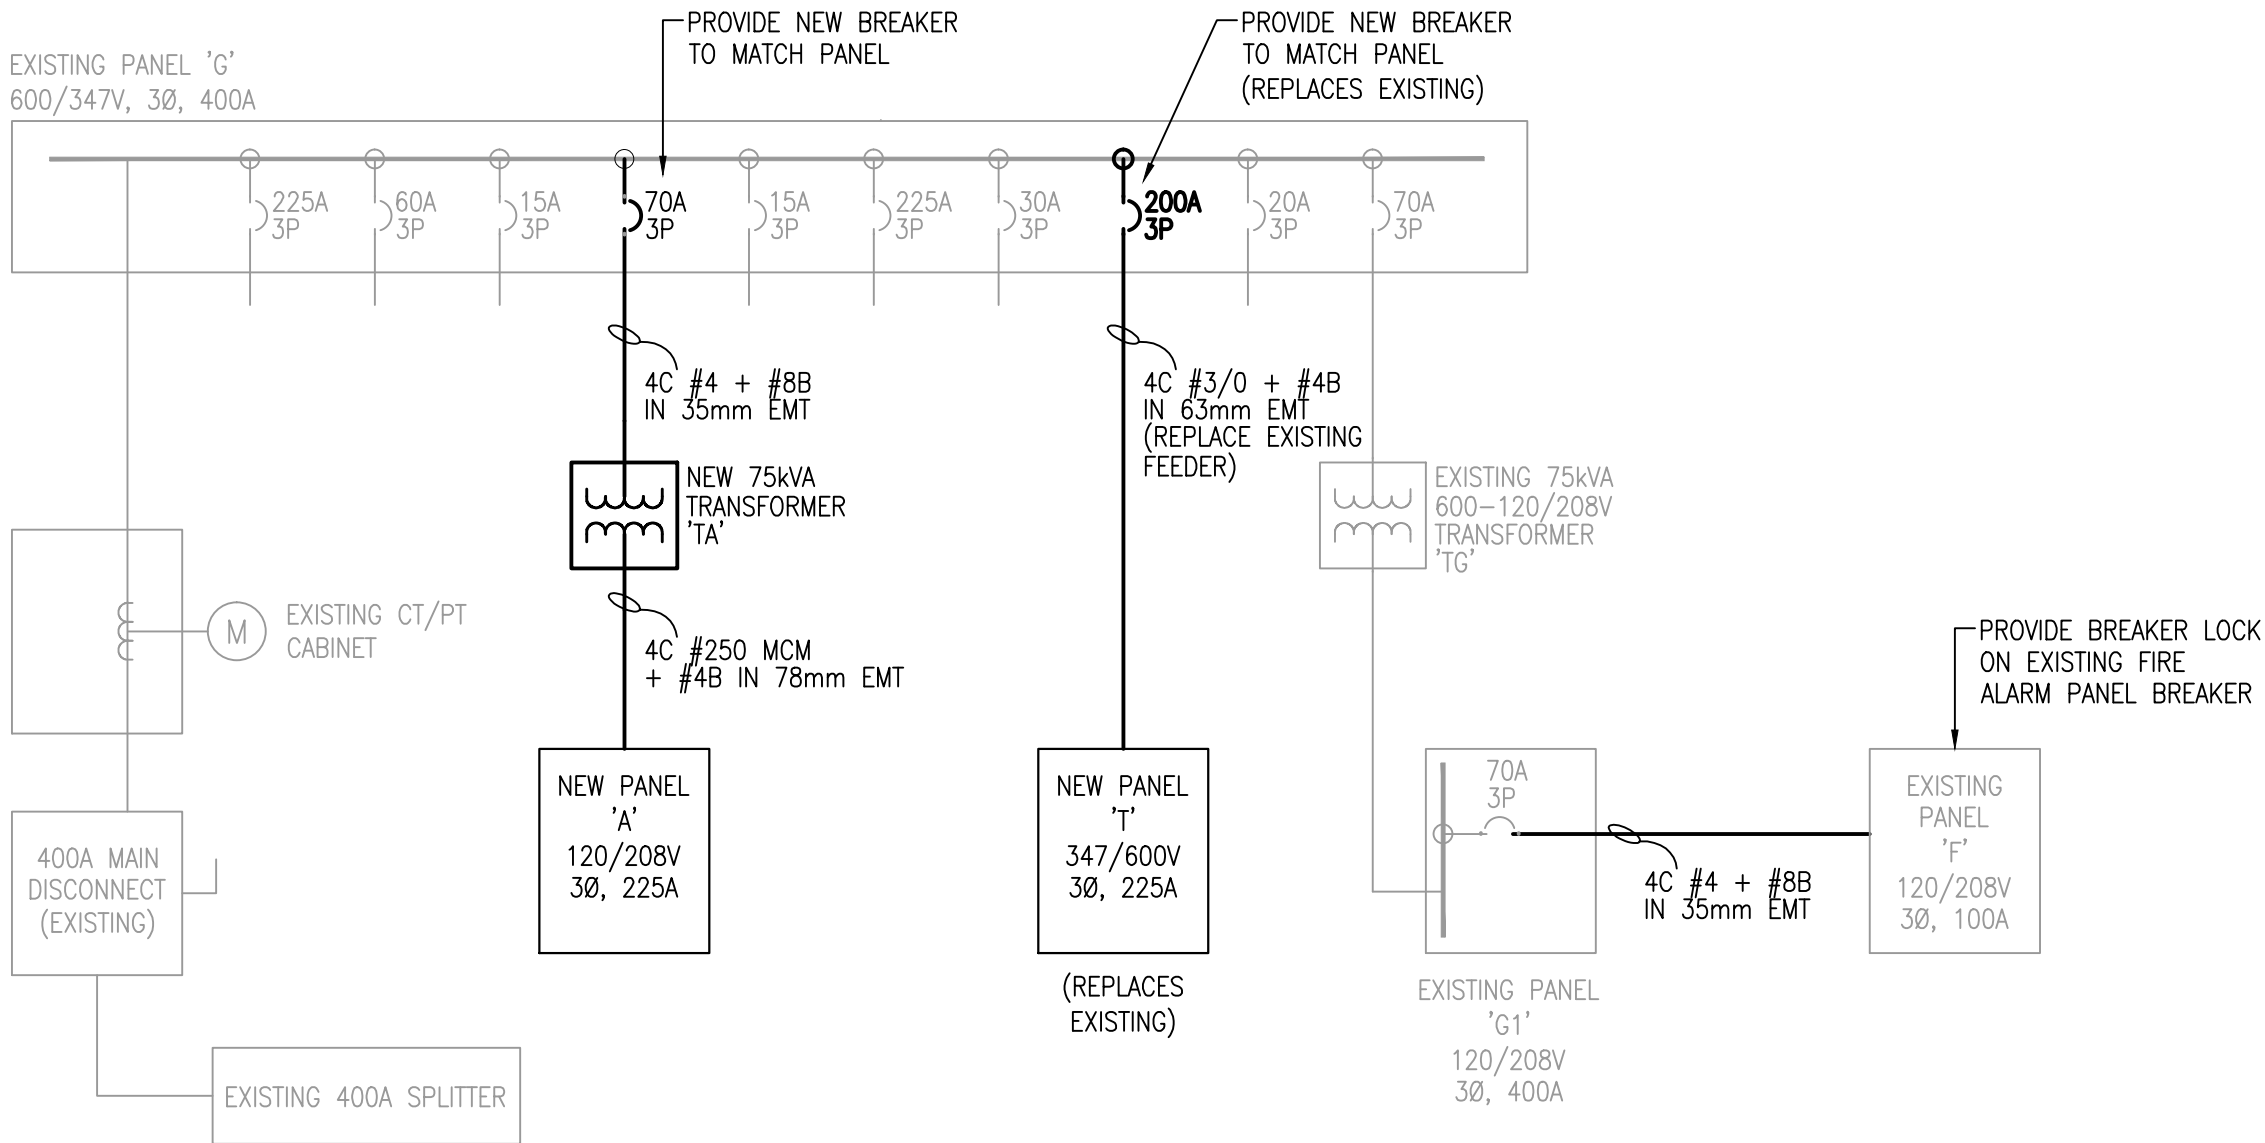 PROVIDE NEW BREAKER
TO MATCH PANEL
PROVIDE NEW BREAKER
TO MATCH PANEL
(REPLACES EXISTING)
EXISTING PANEL 'G'
600/347V, 3Ø, 400A
225A
3P
60A
3P
15A
3P
70A
3P
15A
3P
225A
3P
30A
3P
200A
3P
20A
3P
70A
3P
4C #4 + #8B
IN 35mm EMT
4C #3/0 + #4B
IN 63mm EMT
(REPLACE EXISTING
FEEDER)
NEW 75kVA
TRANSFORMER
'TA'
EXISTING 75kVA
600-120/208V
TRANSFORMER
'TG'
M
EXISTING CT/PT
CABINET
4C #250 MCM
+ #4B IN 78mm EMT
PROVIDE BREAKER LOCK
ON EXISTING FIRE
ALARM PANEL BREAKER
400A MAIN
DISCONNECT
(EXISTING)
NEW PANEL
'A'
120/208V
3Ø, 225A
NEW PANEL
'T'
347/600V
3Ø, 225A
(REPLACES
EXISTING)
70A
3P
4C #4 + #8B
IN 35mm EMT
EXISTING
PANEL
'F'
120/208V
3Ø, 100A
EXISTING PANEL
'G1'
120/208V
3Ø, 400A
EXISTING 400A SPLITTER